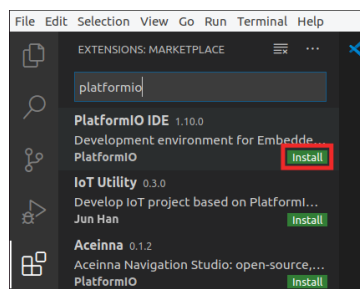 File Edit Selection View Go Run Terminal Help
EXTENSIONS: MARKETPLACE
platformio
PlatformIO IDE 1.10.0
Development environment for Embedde...
PlatformIO Install
IoT Utility 0.3.0
Develop IoT project based on PlatformI...
Jun Han Install
Aceinna 0.1.2
Aceinna Navigation Studio: open-source,...
PlatformIO Install